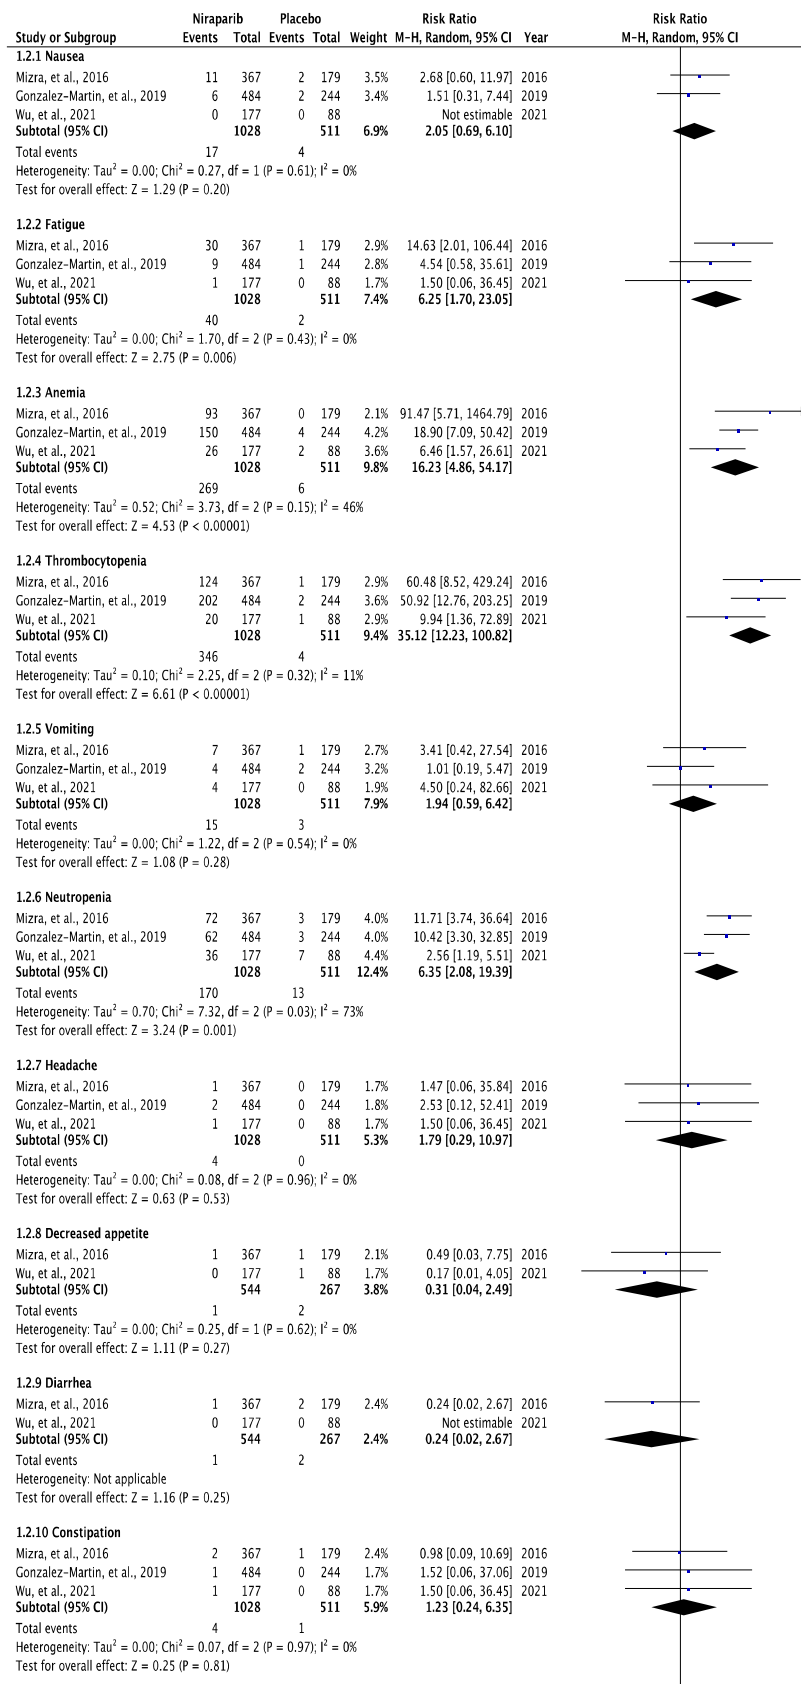 Niraparib Placebo Risk Ratio Risk Ratio
Study or Subgroup Events Total Events Total Weight M-H, Random, 95% CI Year M-H, Random, 95% CI
1.2.1 Nausea
Mizra, et al., 2016 11 367 2 179 3.5% 2.68 [0.60, 11.97] 2016
Gonzalez-Martin, et al., 2019 6 484 2 244 3.4% 1.51 [0.31, 7.44] 2019
Wu, et al., 2021 0 177 0 88 Not estimable 2021
Subtotal (95% CI) 1028 511 6.9% 2.05 [0.69, 6.10]
Total events 17 4
Heterogeneity: Tau² = 0.00; Chi² = 0.27, df = 1 (P = 0.61); I² = 0%
Test for overall effect: Z = 1.29 (P = 0.20)
1.2.2 Fatigue
Mizra, et al., 2016 30 367 1 179 2.9% 14.63 [2.01, 106.44] 2016
Gonzalez-Martin, et al., 2019 9 484 1 244 2.8% 4.54 [0.58, 35.61] 2019
Wu, et al., 2021 1 177 0 88 1.7% 1.50 [0.06, 36.45] 2021
Subtotal (95% CI) 1028 511 7.4% 6.25 [1.70, 23.05]
Total events 40 2
Heterogeneity: Tau² = 0.00; Chi² = 1.70, df = 2 (P = 0.43); I² = 0%
Test for overall effect: Z = 2.75 (P = 0.006)
1.2.3 Anemia
Mizra, et al., 2016 93 367 0 179 2.1% 91.47 [5.71, 1464.79] 2016
Gonzalez-Martin, et al., 2019 150 484 4 244 4.2% 18.90 [7.09, 50.42] 2019
Wu, et al., 2021 26 177 2 88 3.6% 6.46 [1.57, 26.61] 2021
Subtotal (95% CI) 1028 511 9.8% 16.23 [4.86, 54.17]
Total events 269 6
Heterogeneity: Tau² = 0.52; Chi² = 3.73, df = 2 (P = 0.15); I² = 46%
Test for overall effect: Z = 4.53 (P < 0.00001)
1.2.4 Thrombocytopenia
Mizra, et al., 2016 124 367 1 179 2.9% 60.48 [8.52, 429.24] 2016
Gonzalez-Martin, et al., 2019 202 484 2 244 3.6% 50.92 [12.76, 203.25] 2019
Wu, et al., 2021 20 177 1 88 2.9% 9.94 [1.36, 72.89] 2021
Subtotal (95% CI) 1028 511 9.4% 35.12 [12.23, 100.82]
Total events 346 4
Heterogeneity: Tau² = 0.10; Chi² = 2.25, df = 2 (P = 0.32); I² = 11%
Test for overall effect: Z = 6.61 (P < 0.00001)
1.2.5 Vomiting
Mizra, et al., 2016 7 367 1 179 2.7% 3.41 [0.42, 27.54] 2016
Gonzalez-Martin, et al., 2019 4 484 2 244 3.2% 1.01 [0.19, 5.47] 2019
Wu, et al., 2021 4 177 0 88 1.9% 4.50 [0.24, 82.66] 2021
Subtotal (95% CI) 1028 511 7.9% 1.94 [0.59, 6.42]
Total events 15 3
Heterogeneity: Tau² = 0.00; Chi² = 1.22, df = 2 (P = 0.54); I² = 0%
Test for overall effect: Z = 1.08 (P = 0.28)
1.2.6 Neutropenia
Mizra, et al., 2016 72 367 3 179 4.0% 11.71 [3.74, 36.64] 2016
Gonzalez-Martin, et al., 2019 62 484 3 244 4.0% 10.42 [3.30, 32.85] 2019
Wu, et al., 2021 36 177 7 88 4.4% 2.56 [1.19, 5.51] 2021
Subtotal (95% CI) 1028 511 12.4% 6.35 [2.08, 19.39]
Total events 170 13
Heterogeneity: Tau² = 0.70; Chi² = 7.32, df = 2 (P = 0.03); I² = 73%
Test for overall effect: Z = 3.24 (P = 0.001)
1.2.7 Headache
Mizra, et al., 2016 1 367 0 179 1.7% 1.47 [0.06, 35.84] 2016
Gonzalez-Martin, et al., 2019 2 484 0 244 1.8% 2.53 [0.12, 52.41] 2019
Wu, et al., 2021 1 177 0 88 1.7% 1.50 [0.06, 36.45] 2021
Subtotal (95% CI) 1028 511 5.3% 1.79 [0.29, 10.97]
Total events 4 0
Heterogeneity: Tau² = 0.00; Chi² = 0.08, df = 2 (P = 0.96); I² = 0%
Test for overall effect: Z = 0.63 (P = 0.53)
1.2.8 Decreased appetite
Mizra, et al., 2016 1 367 1 179 2.1% 0.49 [0.03, 7.75] 2016
Wu, et al., 2021 0 177 1 88 1.7% 0.17 [0.01, 4.05] 2021
Subtotal (95% CI) 544 267 3.8% 0.31 [0.04, 2.49]
Total events 1 2
Heterogeneity: Tau² = 0.00; Chi² = 0.25, df = 1 (P = 0.62); I² = 0%
Test for overall effect: Z = 1.11 (P = 0.27)
1.2.9 Diarrhea
Mizra, et al., 2016 1 367 2 179 2.4% 0.24 [0.02, 2.67] 2016
Wu, et al., 2021 0 177 0 88 Not estimable 2021
Subtotal (95% CI) 544 267 2.4% 0.24 [0.02, 2.67]
Total events 1 2
Heterogeneity: Not applicable
Test for overall effect: Z = 1.16 (P = 0.25)
1.2.10 Constipation
Mizra, et al., 2016 2 367 1 179 2.4% 0.98 [0.09, 10.69] 2016
Gonzalez-Martin, et al., 2019 1 484 0 244 1.7% 1.52 [0.06, 37.06] 2019
Wu, et al., 2021 1 177 0 88 1.7% 1.50 [0.06, 36.45] 2021
Subtotal (95% CI) 1028 511 5.9% 1.23 [0.24, 6.35]
Total events 4 1
Heterogeneity: Tau² = 0.00; Chi² = 0.07, df = 2 (P = 0.97); I² = 0%
Test for overall effect: Z = 0.25 (P = 0.81)